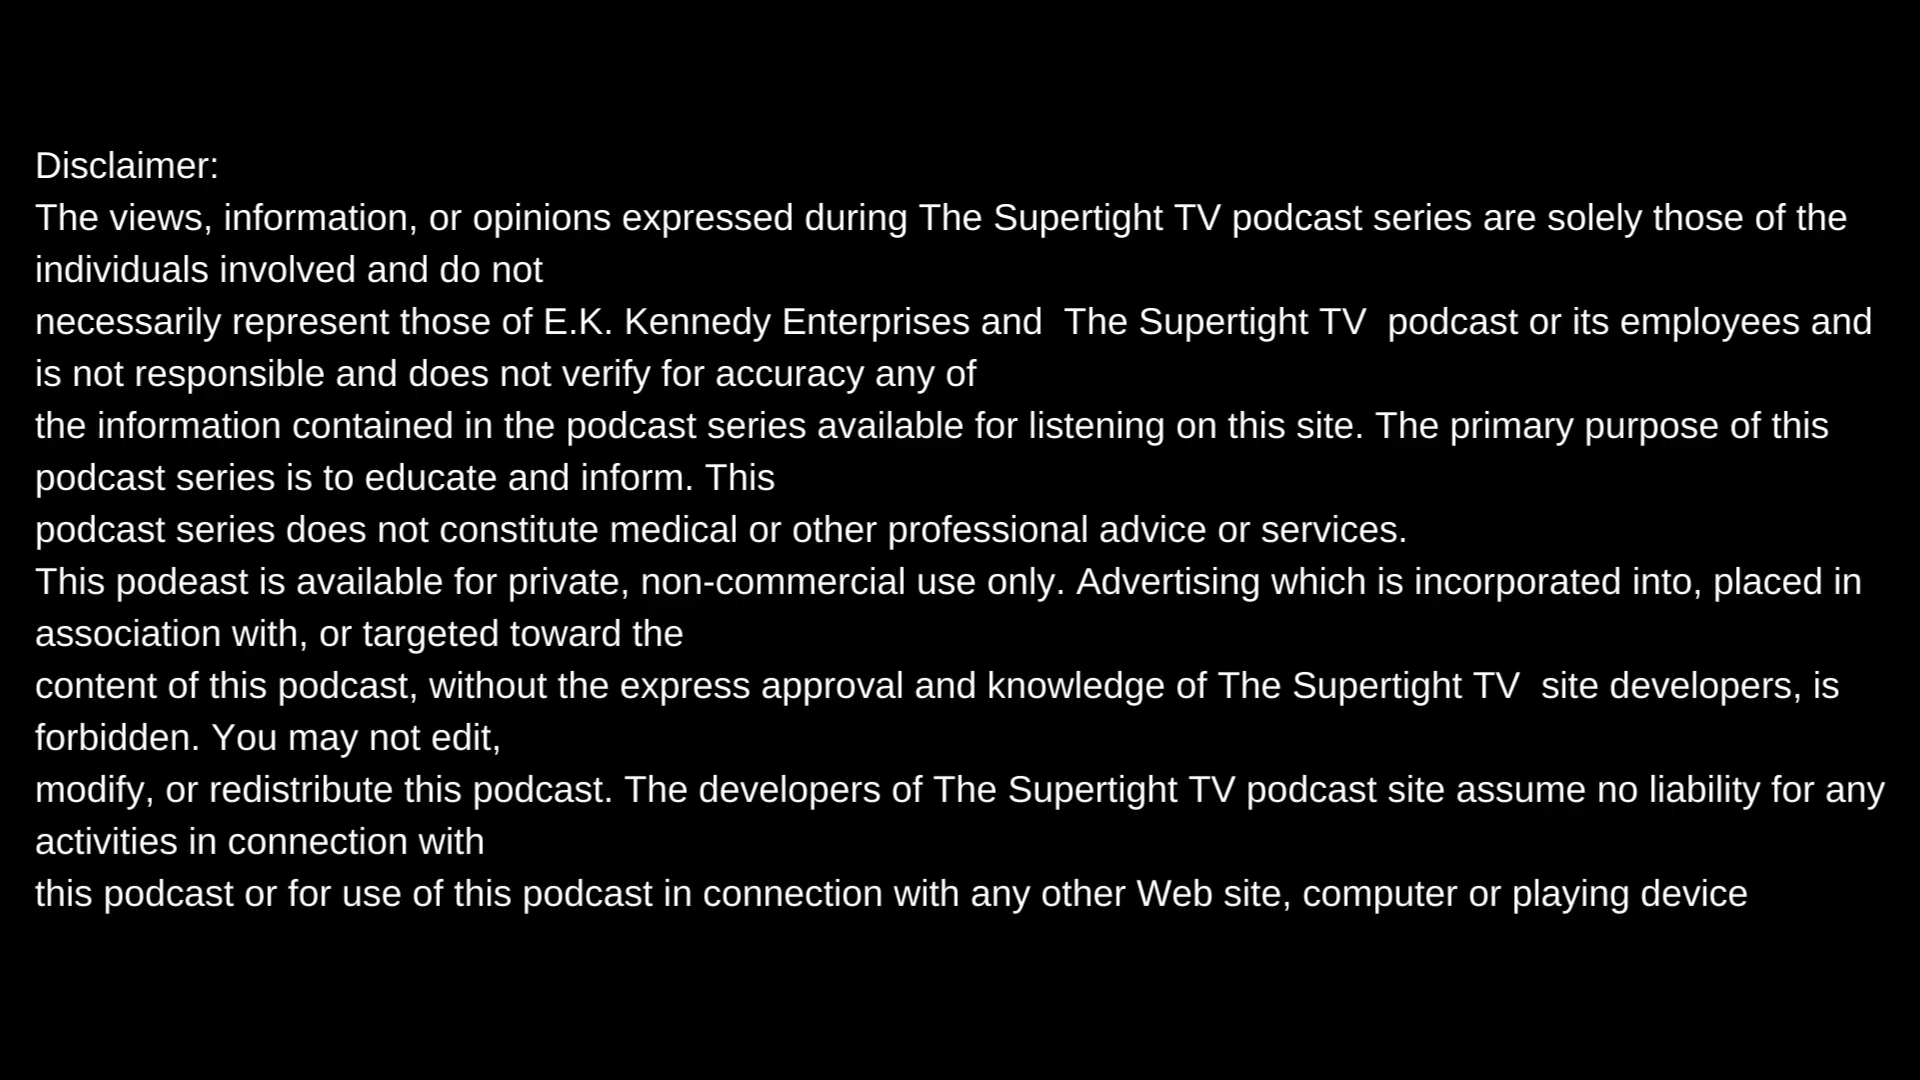 Disclaimer:
The views, information, or opinions expressed during The Supertight TV podcast series are solely those of the
individuals involved and do not
necessarily represent those of E.K. Kennedy Enterprises and  The Supertight TV  podcast or its employees and
is not responsible and does not verify for accuracy any of
the information contained in the podcast series available for listening on this site. The primary purpose of this
podcast series is to educate and inform. This
podcast series does not constitute medical or other professional advice or services.
This podeast is available for private, non-commercial use only. Advertising which is incorporated into, placed in
association with, or targeted toward the
content of this podcast, without the express approval and knowledge of The Supertight TV  site developers, is
forbidden. You may not edit,
modify, or redistribute this podcast. The developers of The Supertight TV podcast site assume no liability for any
activities in connection with
this podcast or for use of this podcast in connection with any other Web site, computer or playing device